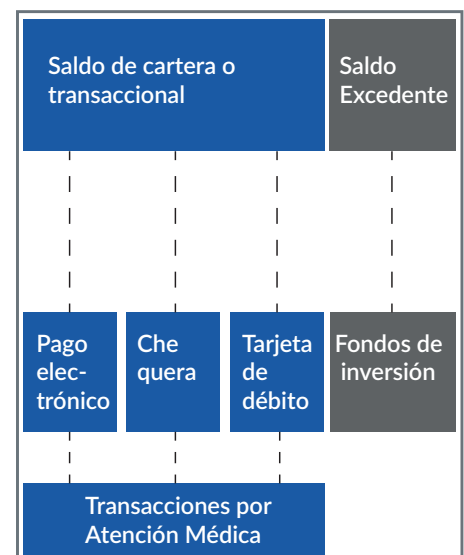 Saldo de cartera o
transaccional
Saldo
Excedente
Pago
elec-
trónico
Che
quera
Tarjeta
de
débito
Fondos de
inversión
Transacciones por
Atención Médica